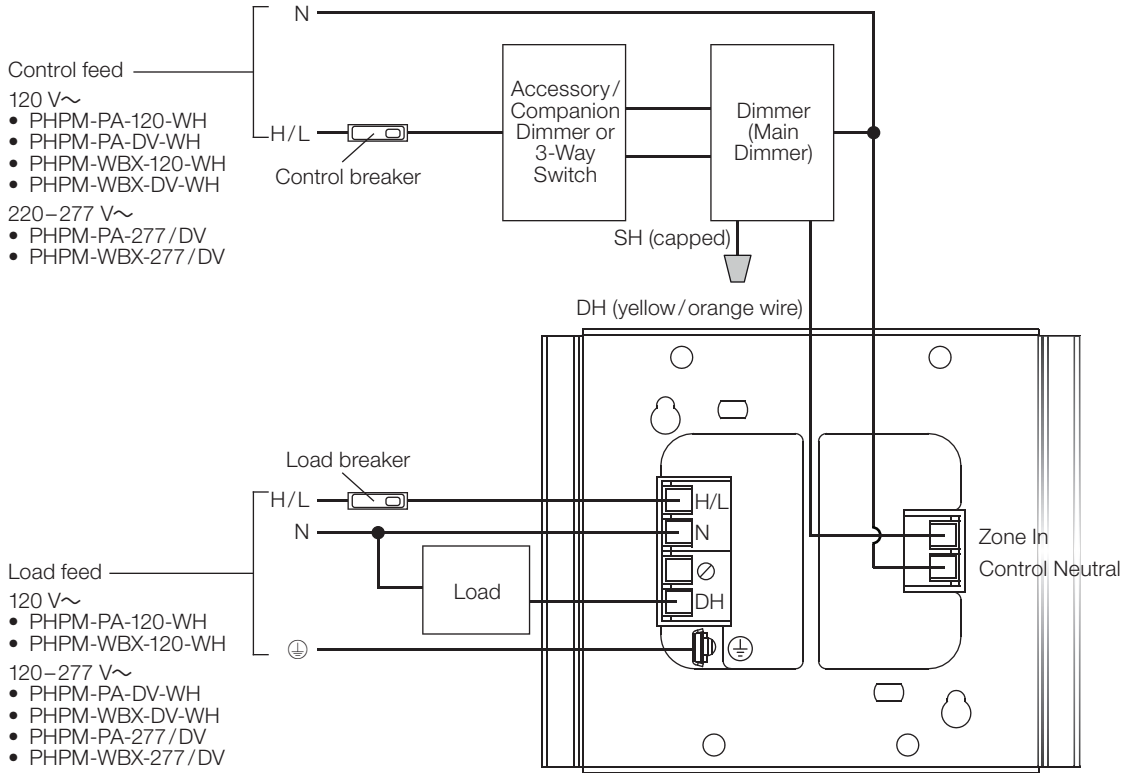 N
Control feed
120 V~
• PHPM-PA-120-WH
• PHPM-PA-DV-WH
• PHPM-WBX-120-WH
• PHPM-WBX-DV-WH
220–277 V~
• PHPM-PA-277/DV
• PHPM-WBX-277/DV
H/L
Control breaker
Accessory/
Companion
Dimmer or
3-Way
Switch
Dimmer
(Main
Dimmer)
SH (capped)
DH (yellow/orange wire)
Load breaker
H/L
N
Load feed
120 V~
• PHPM-PA-120-WH
• PHPM-WBX-120-WH
120–277 V~
• PHPM-PA-DV-WH
• PHPM-WBX-DV-WH
• PHPM-PA-277/DV
• PHPM-WBX-277/DV
Load
H/L
N
DH
Zone In
Control Neutral